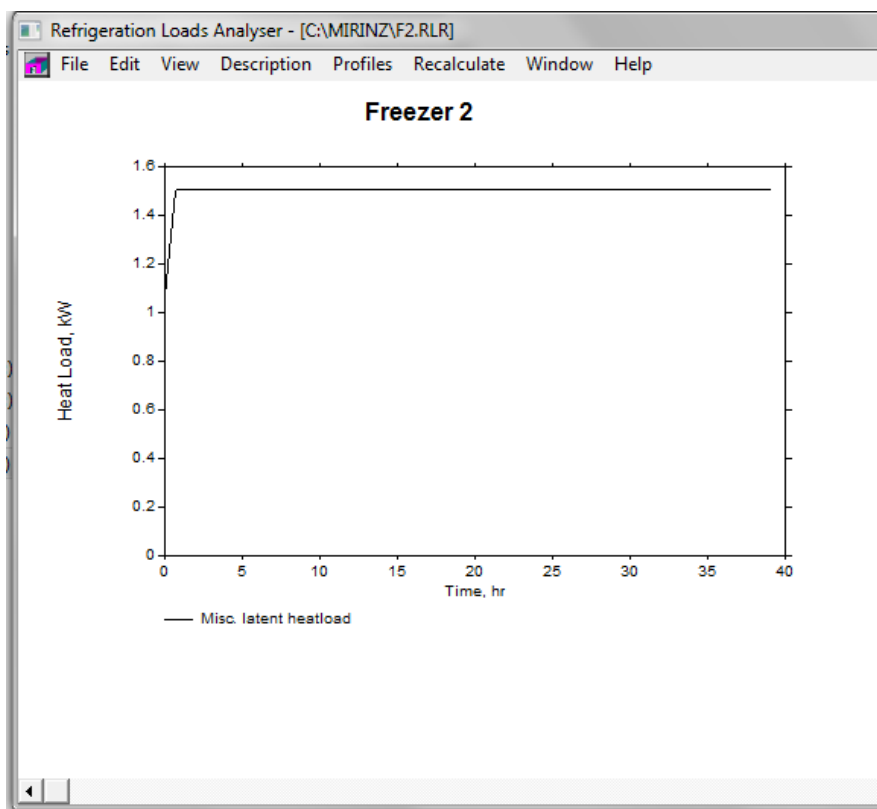 Refrigeration Loads Analyser - [C:\MIRINZ\F2.RLR]
File Edit View Description Profiles Recalculate Window Help
Freezer 2
1.6
1.4
1.2
1
0.8
0.6
0.4
0.2
0
Heat Load, kW
0 5 10 15 20 25 30 35 40
Time, hr
Misc. latent heatload
)
)
)
)